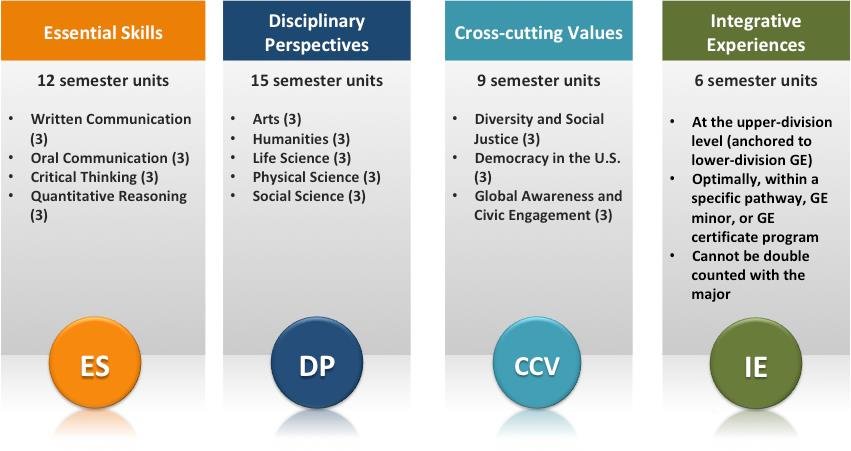 Essential Skills
12 semester units
• Written Communication
(3)
• Oral Communication (3)
• Critical Thinking (3)
• Quantitative Reasoning
(3)
ES
Disciplinary
Perspectives
15 semester units
• Arts (3)
• Humanities (3)
• Life Science (3)
• Physical Science (3)
• Social Science (3)
DP
Cross-cutting Values
9 semester units
• Diversity and Social
Justice (3)
• Democracy in the U.S.
(3)
• Global Awareness and
Civic Engagement (3)
CCV
Integrative
Experiences
6 semester units
• At the upper-division
level (anchored to
lower-division GE)
• Optimally, within a
specific pathway, GE
minor, or GE
certificate program
• Cannot be double
counted with the
major
IE